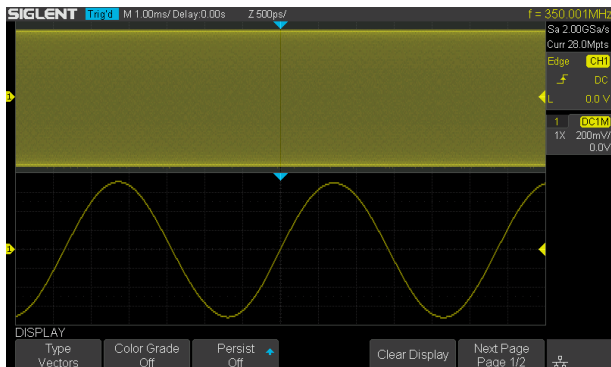 SIGLENT Trig'd M 1.00ms/ Delay:0.00s Z 500ps/ f = 350.001MHz
Sa 2.00GSa/s
Curr 28.0Mpts
Edge CH1
DC
L 0.0 V
1 DC1M
1X 200mV/
0.0V
1
1
DISPLAY
Type Color Grade Persist Clear Display Next Page
Vectors Off Off Page 1/2